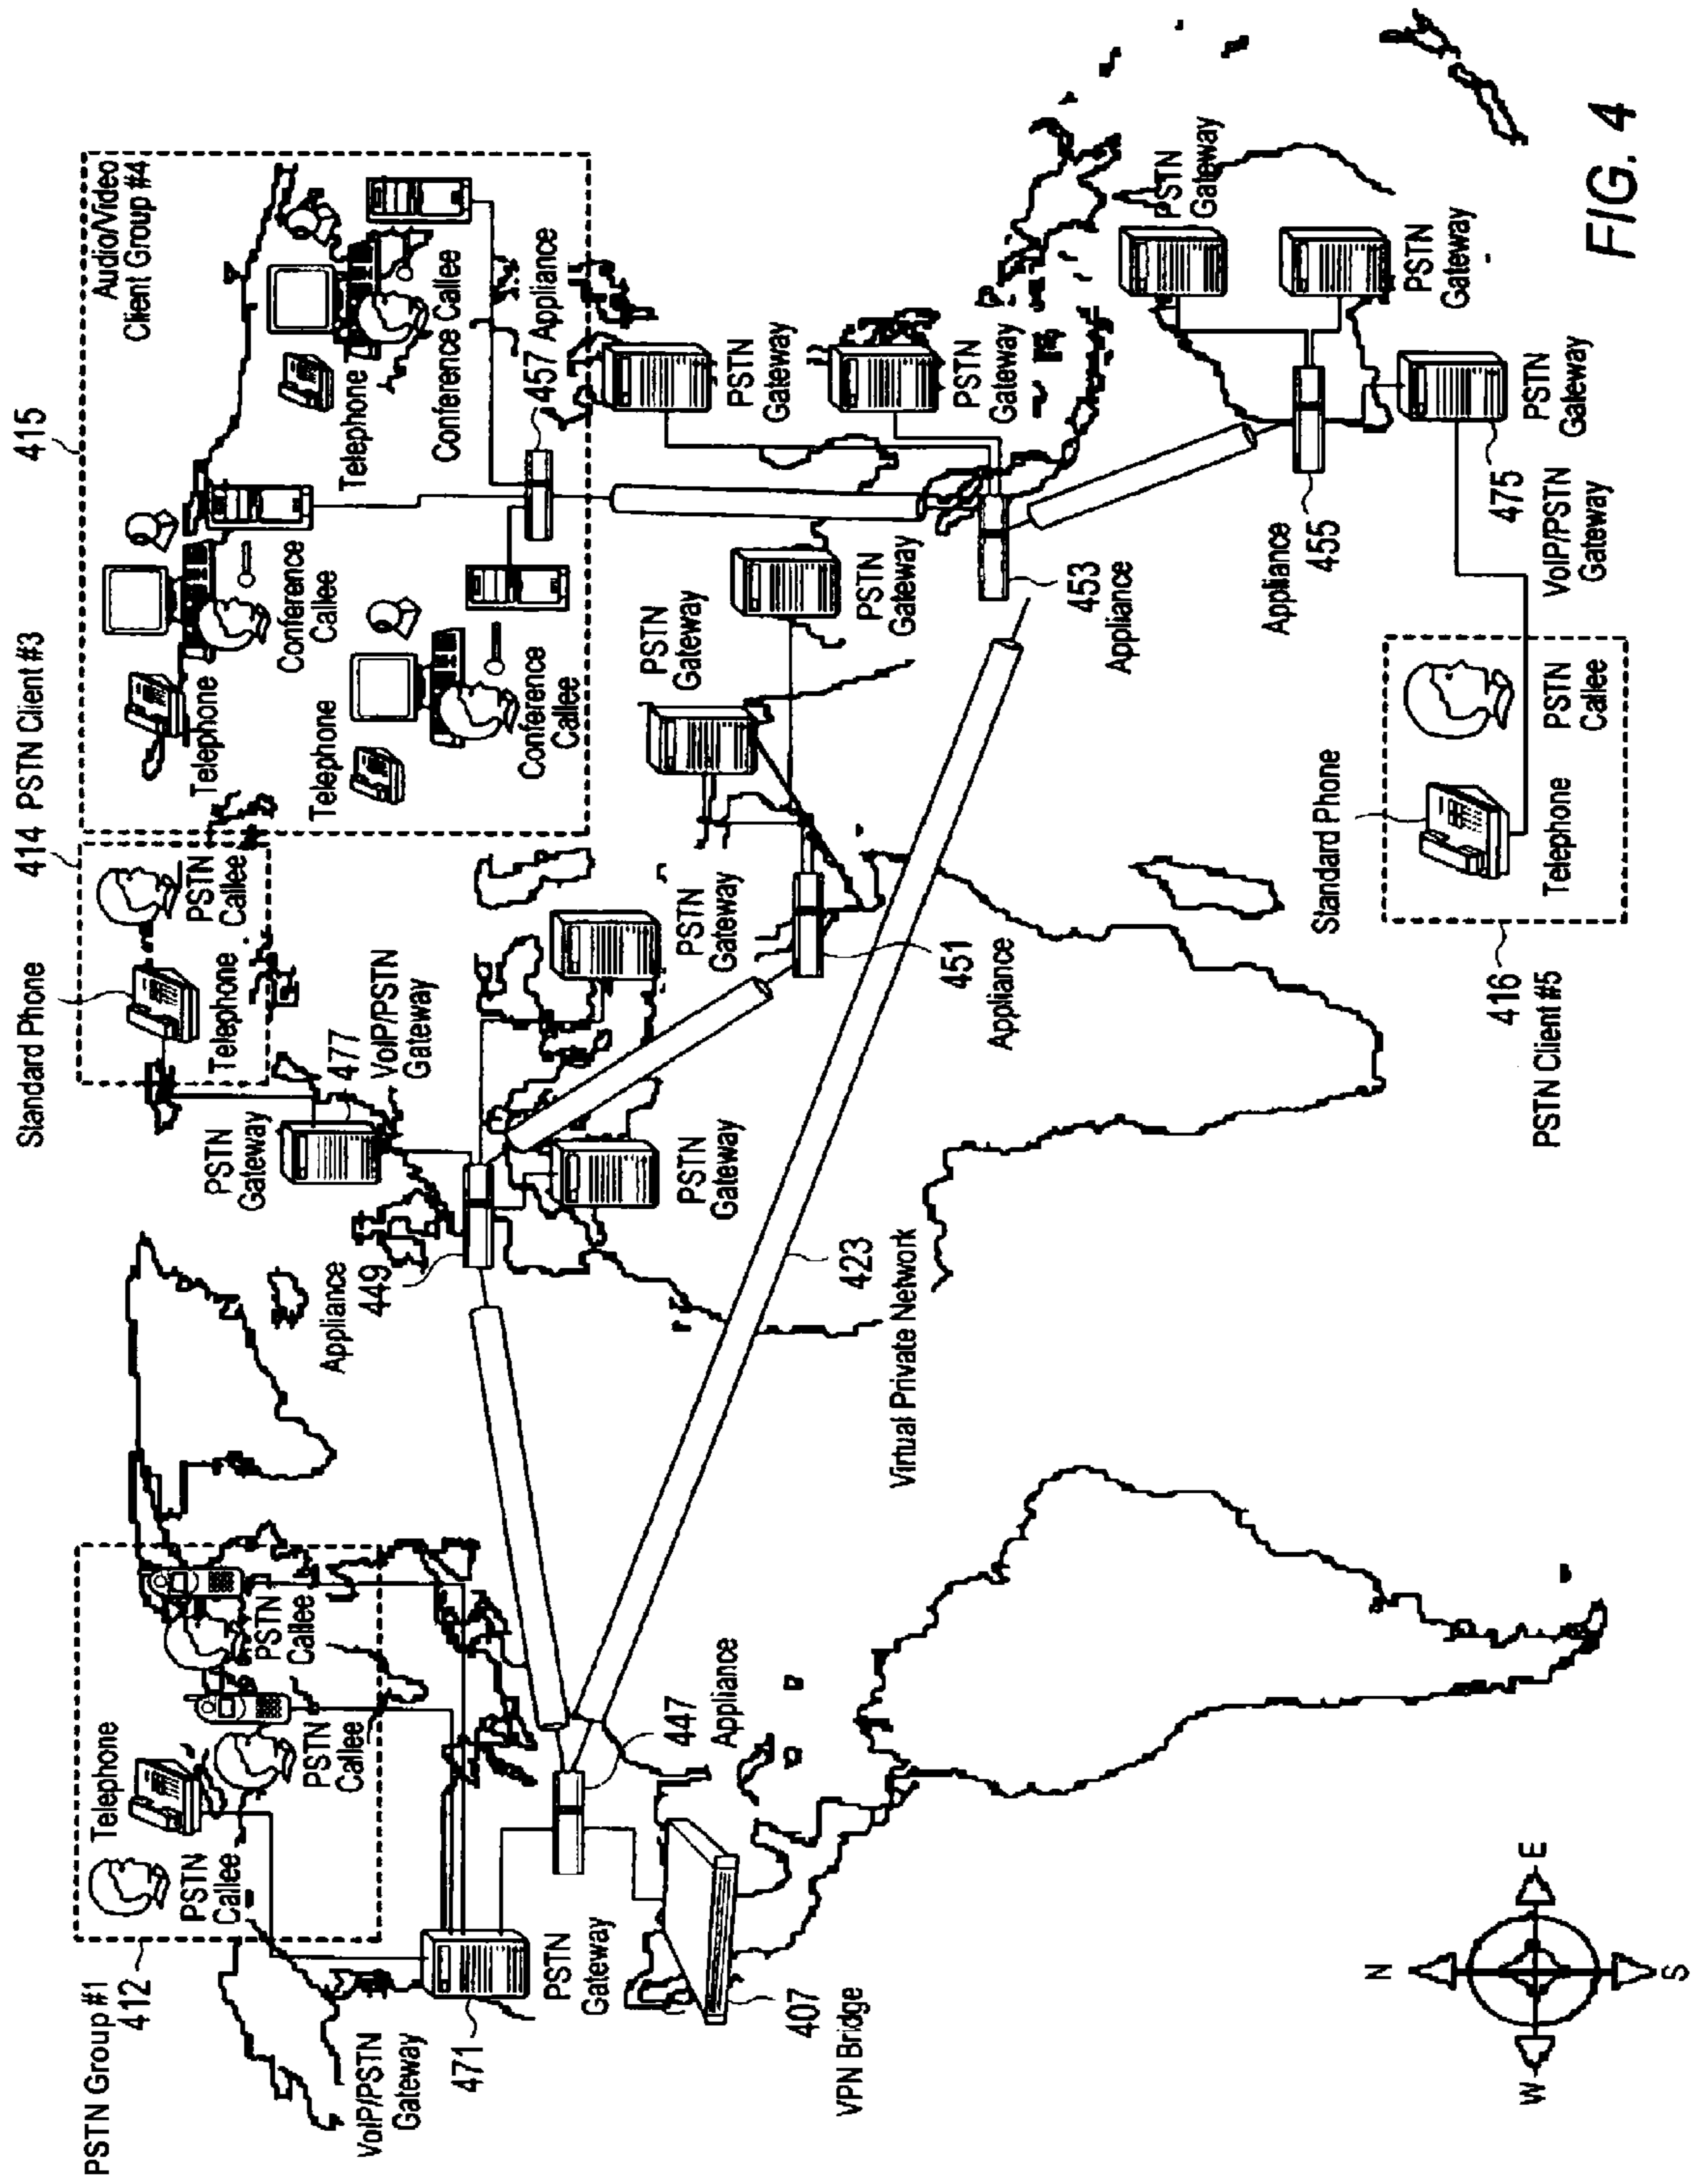 PSTN Group #1
412
Telephone
PSTN
Callee
PSTN
Callee
PSTN
Callee
VoIP/PSTN
Gateway
471
PSTN
Gateway
447
Appliance
407
VPN Bridge
Standard Phone
414 PSTN Client #3
PSTN
Callee
Telephone
PSTN
Gateway
477
VoIP/PSTN
Gateway
Appliance
449
PSTN
Gateway
PSTN
Gateway
451
Appliance
423
Virtual Private Network
415
Audio/Video
Client Group #4
Telephone
Conference
Callee
Telephone
Conference
Callee
Telephone
Conference Callee
457 Appliance
PSTN
Gateway
PSTN
Gateway
PSTN
Gateway
PSTN
Gateway
453
Appliance
PSTN
Gateway
PSTN
Gateway
Appliance
455
PSTN
Gateway
475
VoIP/PSTN
Gateway
Standard Phone
PSTN
Callee
Telephone
416
PSTN Client #5
N
W
E
S
FIG. 4